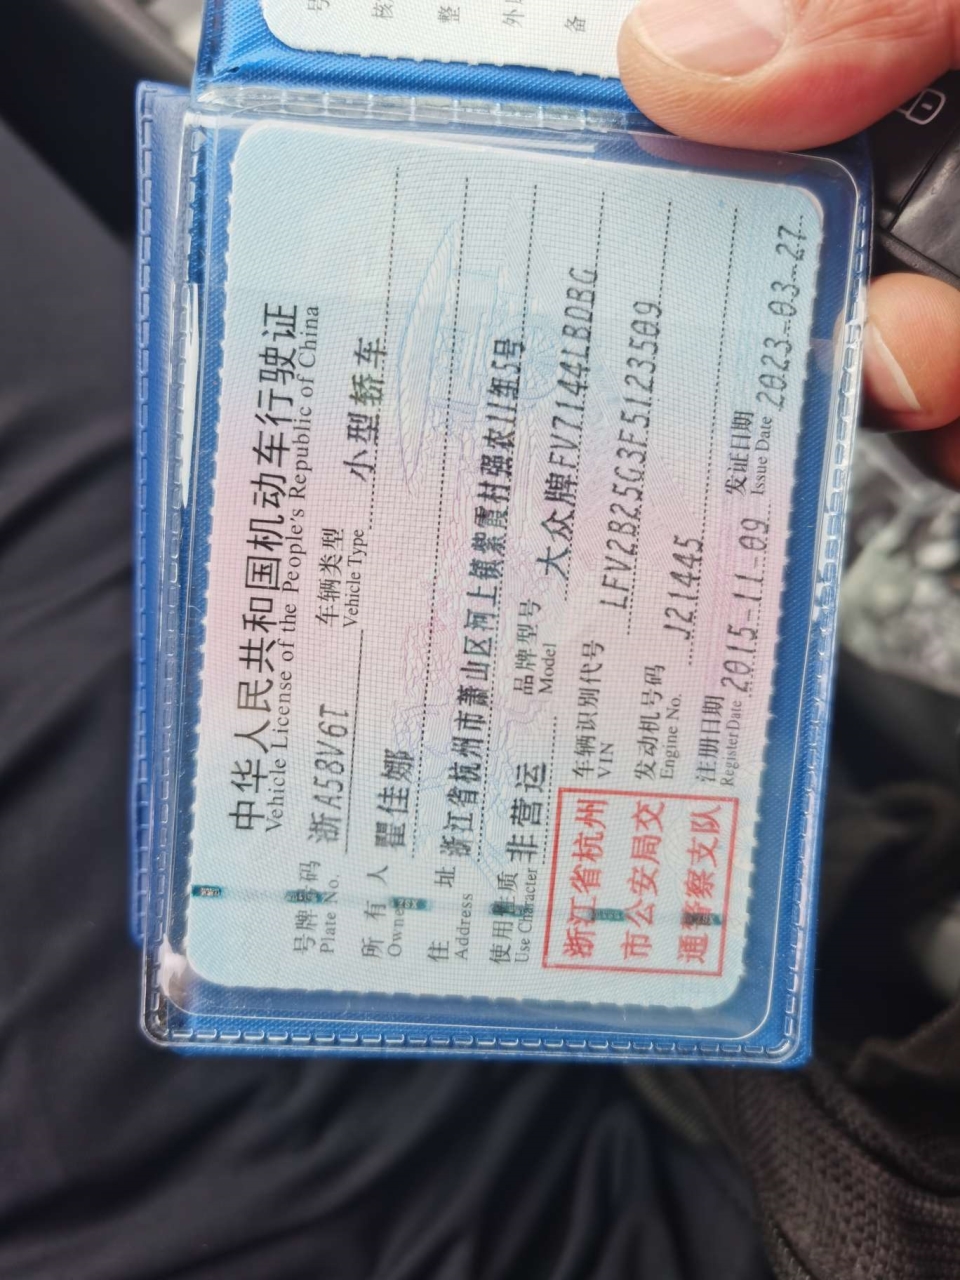 号
核
整
外
备
中华人民共和国机动车行驶证
Vehicle License of the People's Republic of China
号牌号码 浙A58V6T 车辆类型 小型轿车
Plate No. Vehicle Type
所有人 瞿佳娜
Owner
住址 浙江省杭州市萧山区河上镇紫霞村强农11组5号
Address
使用性质 非营运 品牌型号 大众牌FV7144LBDBG
Use Character Model
浙江省杭州
市公安局交
通警察支队
车辆识别代号 LFV2B25G3F5123509
VIN
发动机号码 J21445
Engine No.
注册日期 2015-11-09 发证日期 2023-03-27
Register Date Issue Date